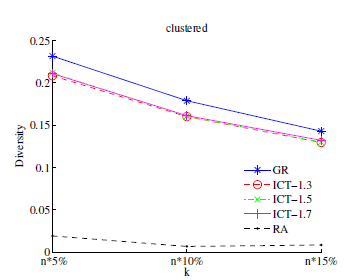 clustered
0.25
0.2
0.15
0.1
0.05
0
Diversity
GR
ICT-1.3
ICT-1.5
ICT-1.7
RA
n*5% n*10% n*15%
k